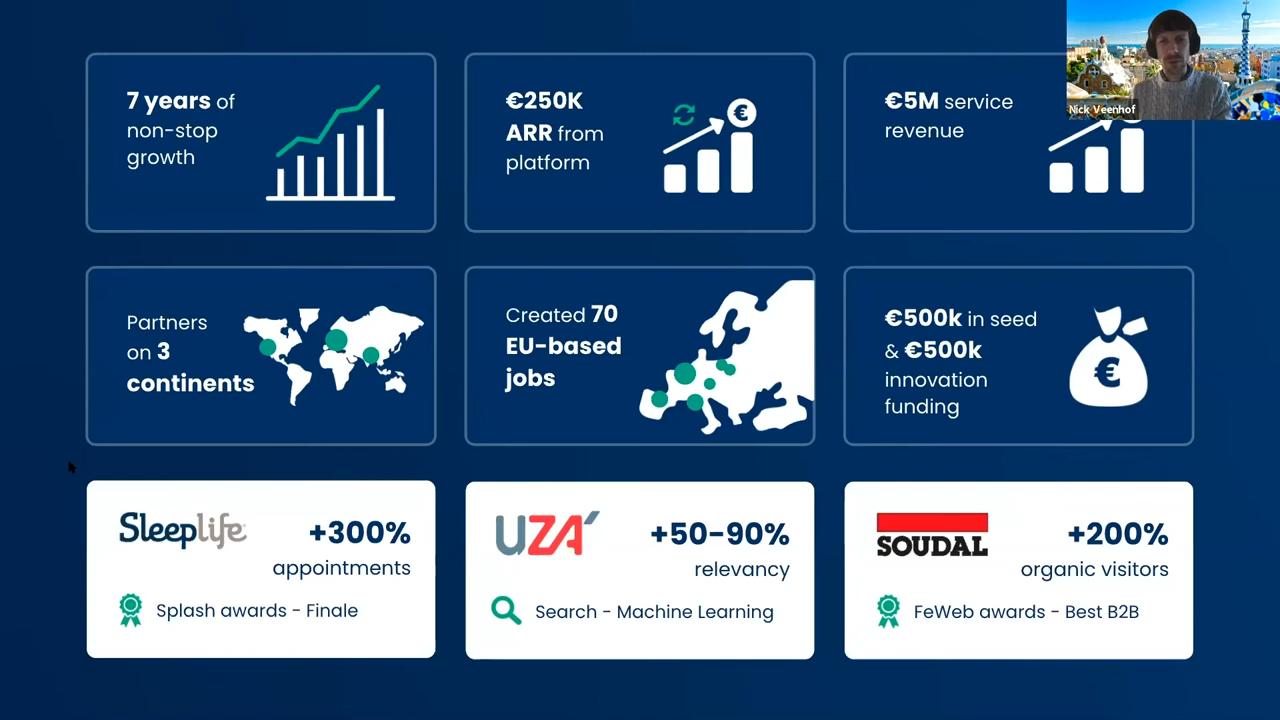 7 years of
non-stop
growth
€250K
ARR from
platform
€5M service
revenue
Nick Veenhof
Partners
on 3
continents
Created 70
EU-based
jobs
€500k in seed
& €500k
innovation
funding
€
Sleeplife
+300%
appointments
Splash awards - Finale
UZA'
+50-90%
relevancy
Search - Machine Learning
SOUDAL
+200%
organic visitors
FeWeb awards - Best B2B